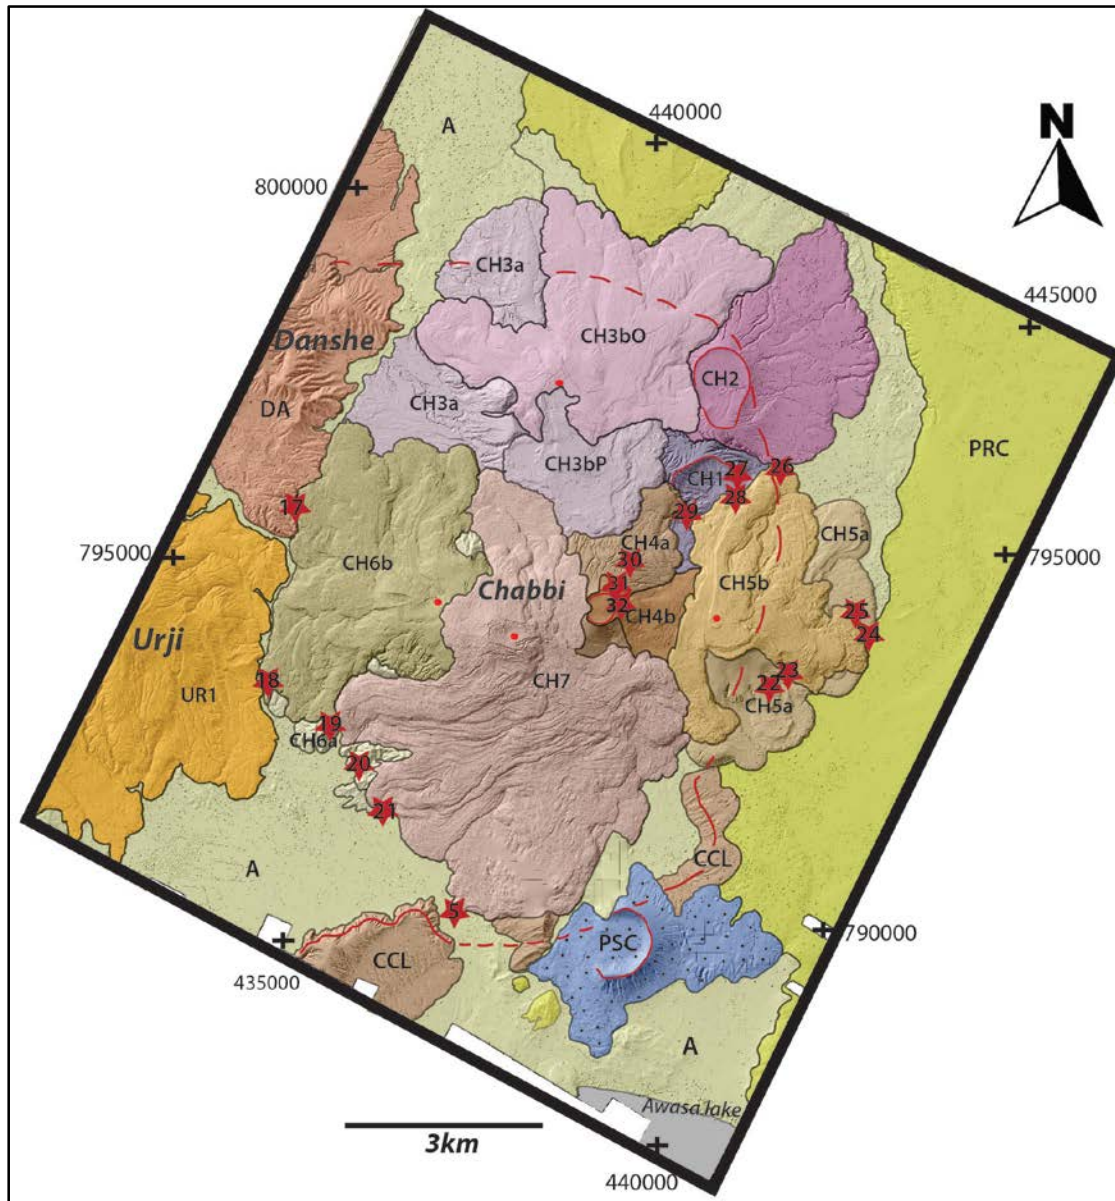 440000
N
A
800000
CH3a
445000
CH3bO
Danshe
CH2
DA
CH3a
PRC
CH3bP
27
26
CH1
28
17
29
CH4a
CH5a
795000
795000
CH6b
30
CH5b
Chabbi
31
32
CH4b
25
24
Urji
23
18
22
UR1
CH7
CH5a
19
CH6a
20
21
CCL
A
5
PSC
790000
CCL
435000
A
Awasa lake
3km
440000